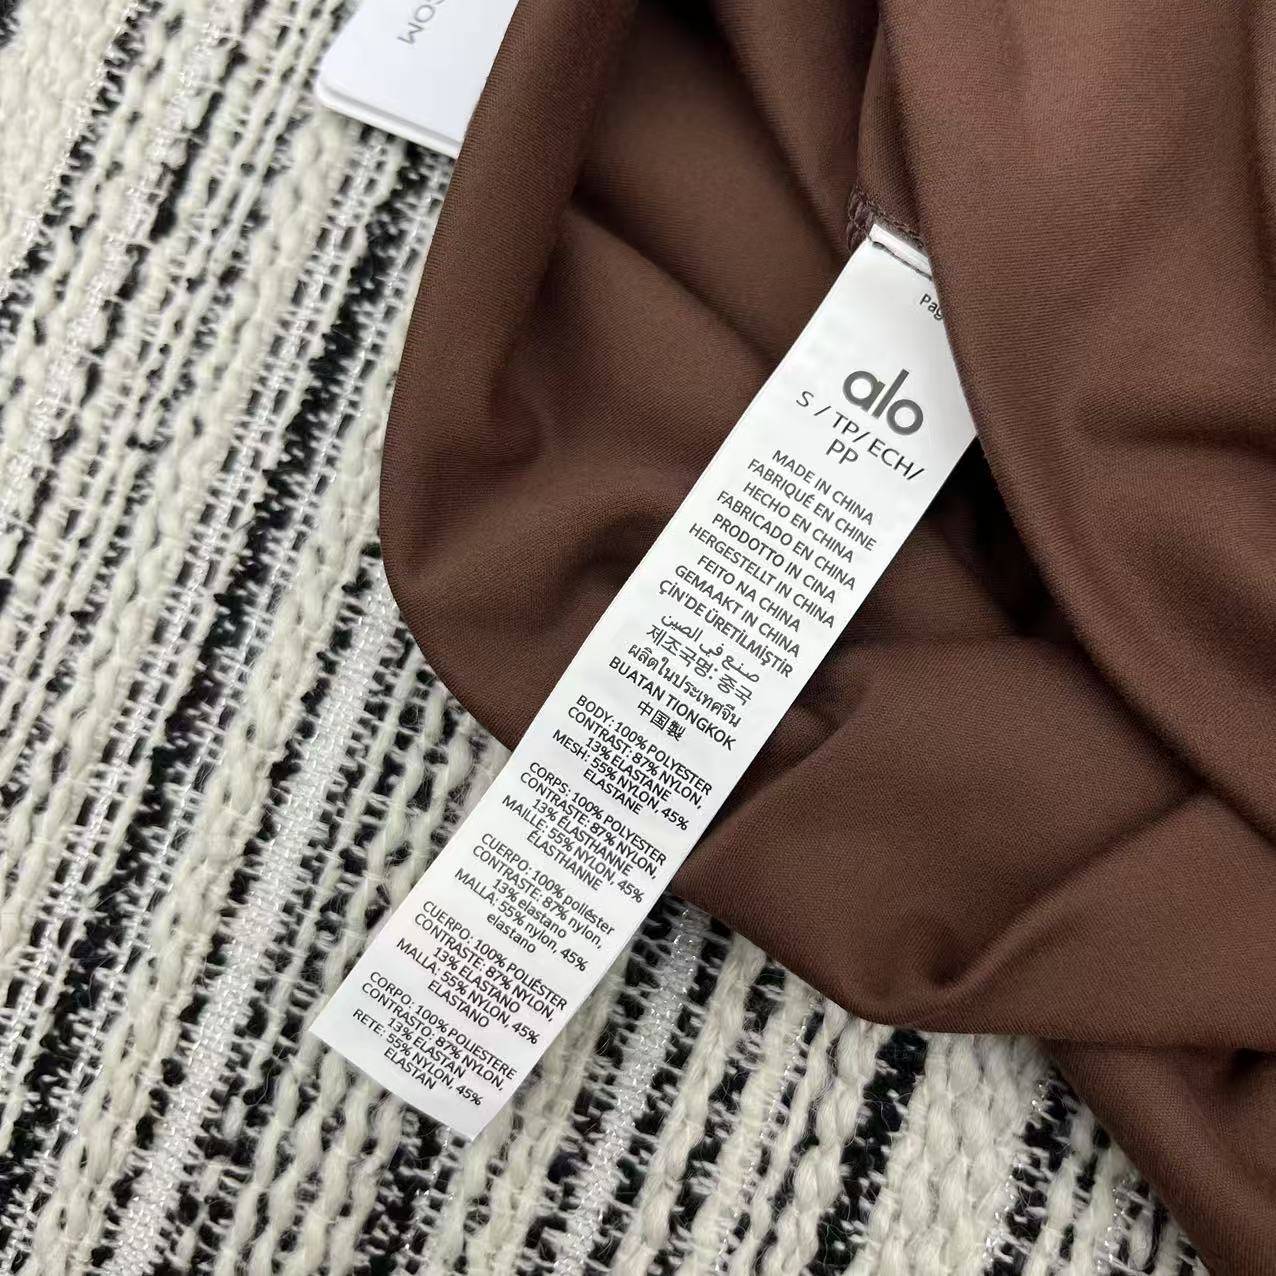 COM
Pag
alo
S / TP/ ECH/
PP
MADE IN CHINA
FABRIQUÉ EN CHINE
HECHO EN CHINA
FABRICADO EN CHINA
PRODOTTO IN CINA
HERGESTELLT IN CHINA
FEITO NA CHINA
GEMAAKT IN CHINA
ÇİN'DE ÜRETİLMİŞTİR
صنع في الصين
제조국명: 중국
ผลิตในประเทศจีน
BUATAN TIONGKOK
中国製
BODY: 100% POLYESTER
CONTRAST: 87% NYLON,
13% ELASTANE
MESH: 55% NYLON, 45%
ELASTANE
CORPS: 100% POLYESTER
CONTRASTE: 87% NYLON,
13% ÉLASTHANNE
MAILLE: 55% NYLON, 45%
ÉLASTHANNE
CUERPO: 100% poliéster
CONTRASTE: 87% nylon,
13% elastano
MALLA: 55% nylon, 45%
elastano
CUERPO: 100% POLIÉSTER
CONTRASTE: 87% NYLON,
13% ELASTANO
MALLA: 55% NYLON, 45%
ELASTANO
CORPO: 100% POLIESTERE
CONTRASTO: 87% NYLON,
13% ELASTAN
RETE: 55% NYLON, 45%
ELASTAN